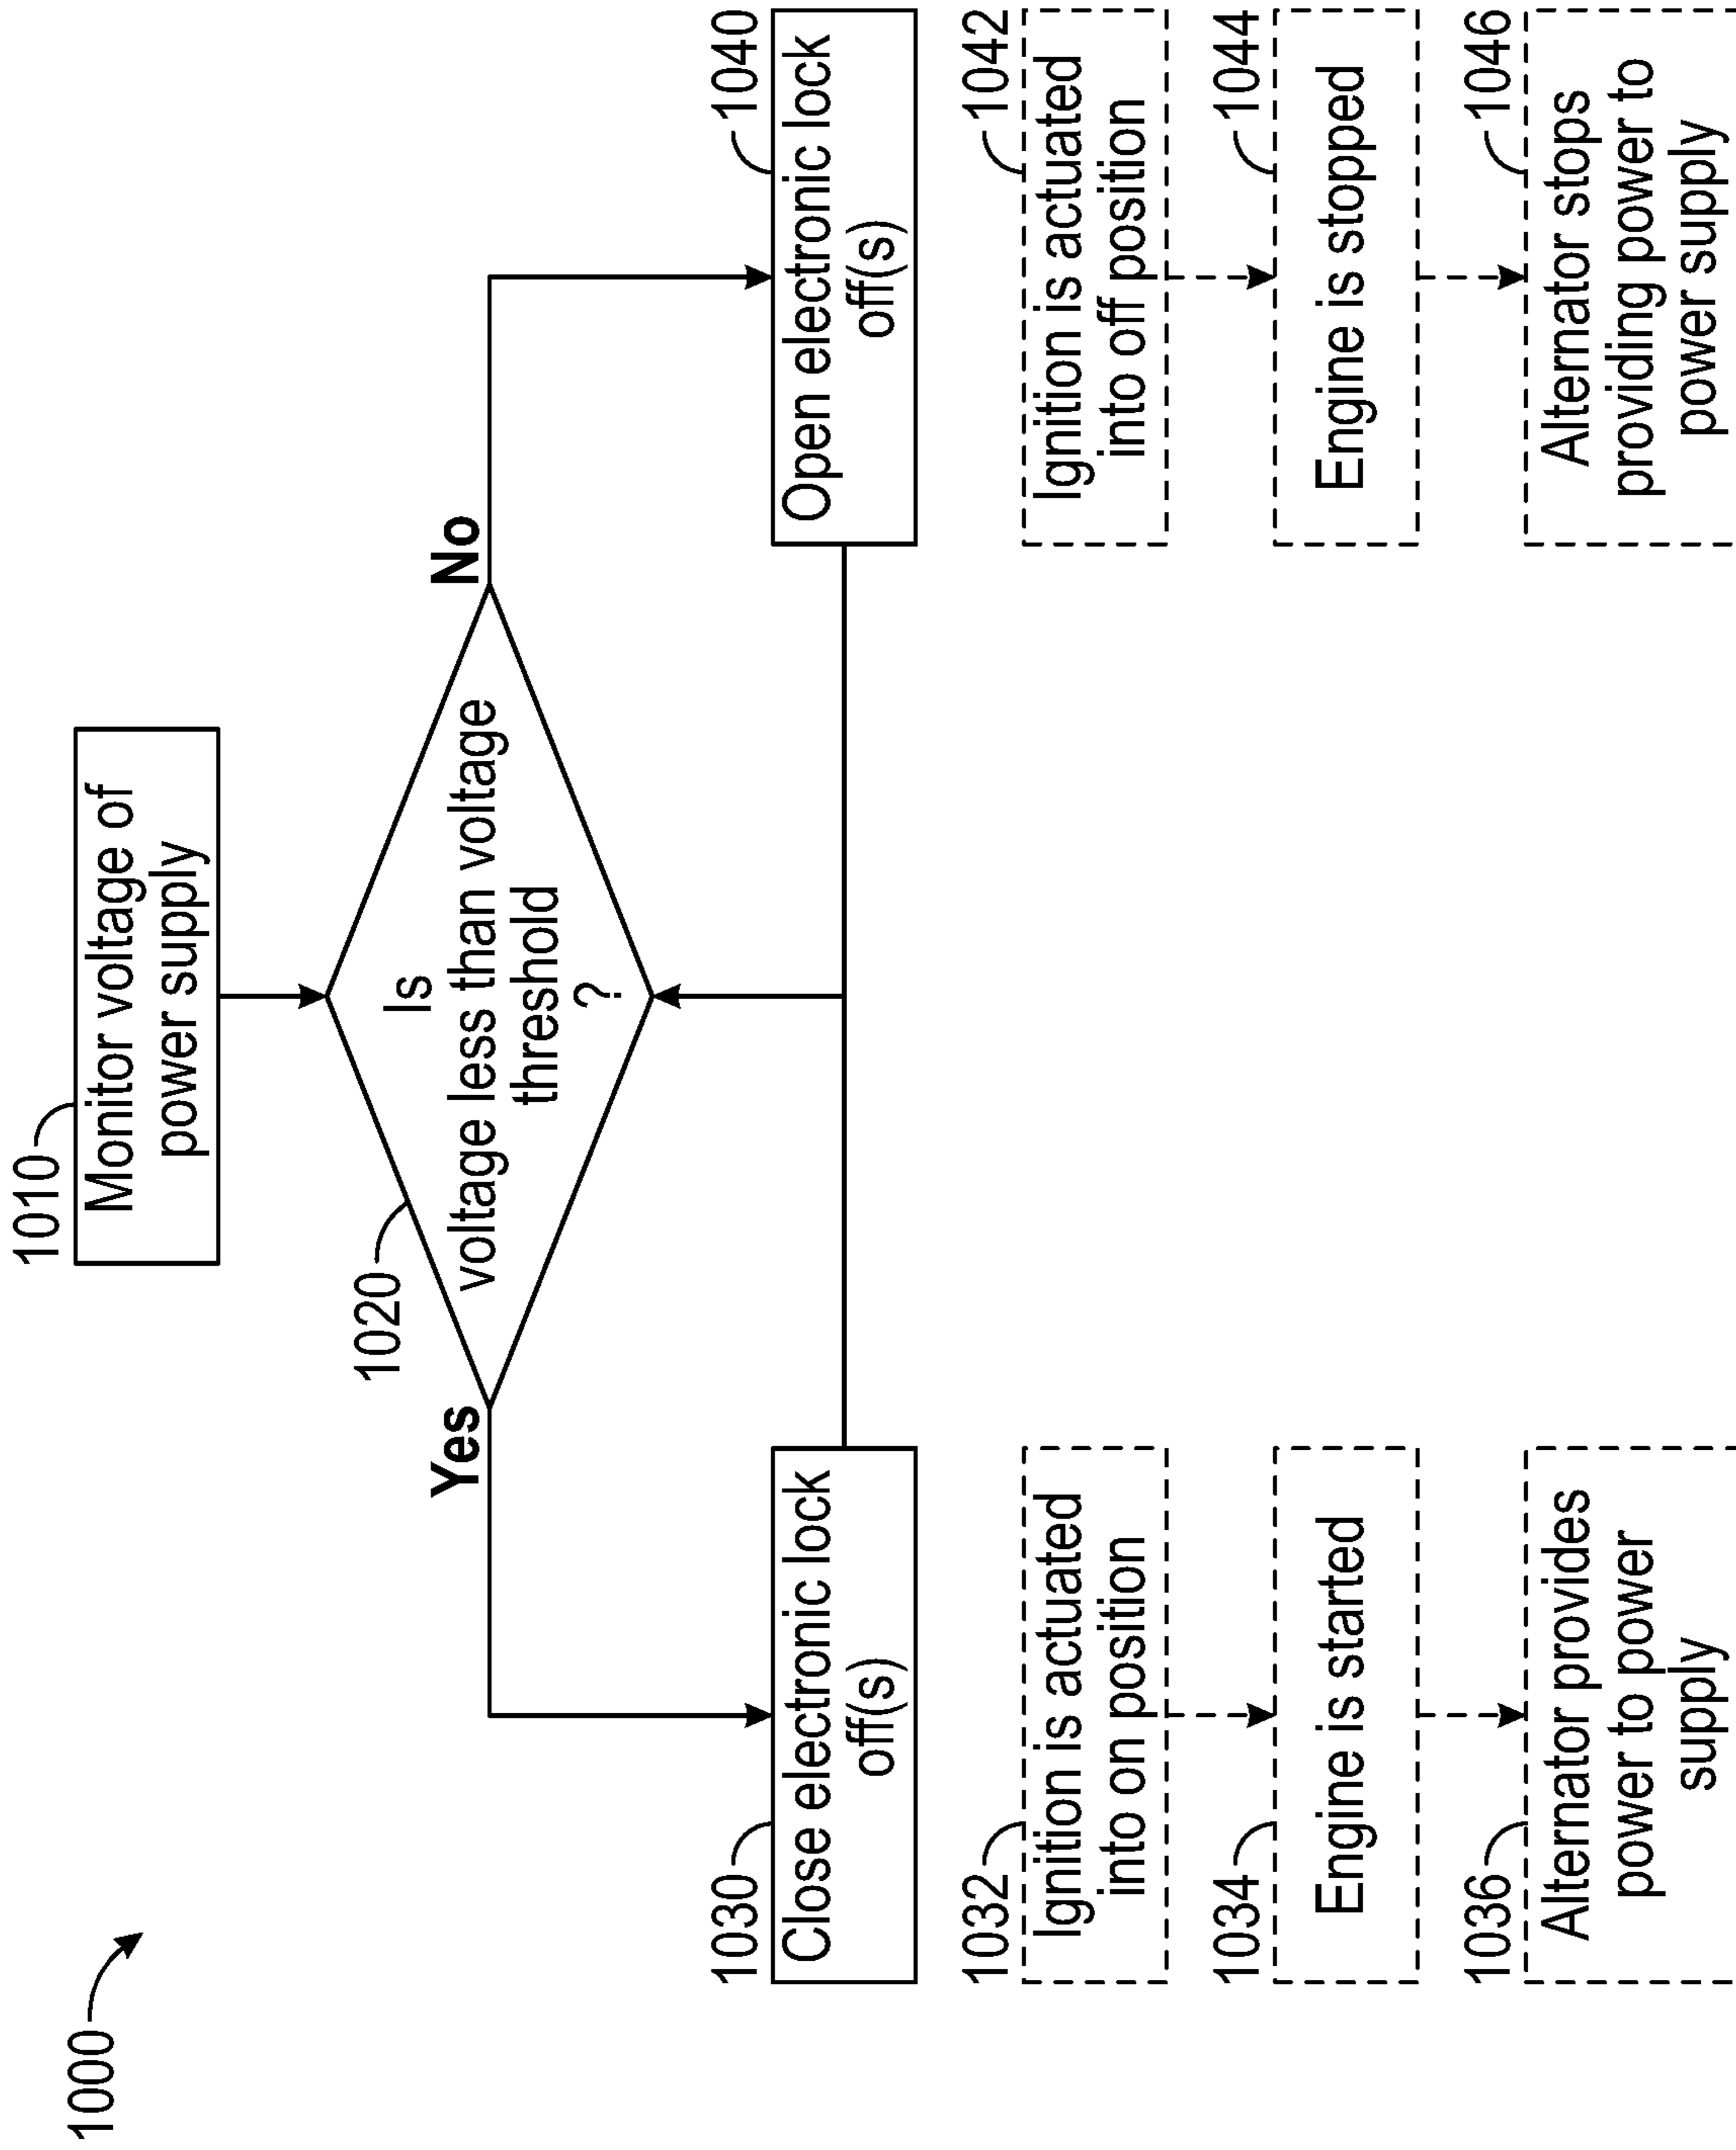 1000
1010
Monitor voltage of
power supply
1020
Is
voltage less than voltage
threshold
?
Yes
No
1030
Close electronic lock
off(s)
1032
Ignition is actuated
into on position
1034
Engine is started
1036
Alternator provides
power to power
supply
1040
Open electronic lock
off(s)
1042
Ignition is actuated
into off position
1044
Engine is stopped
1046
Alternator stops
providing power to
power supply